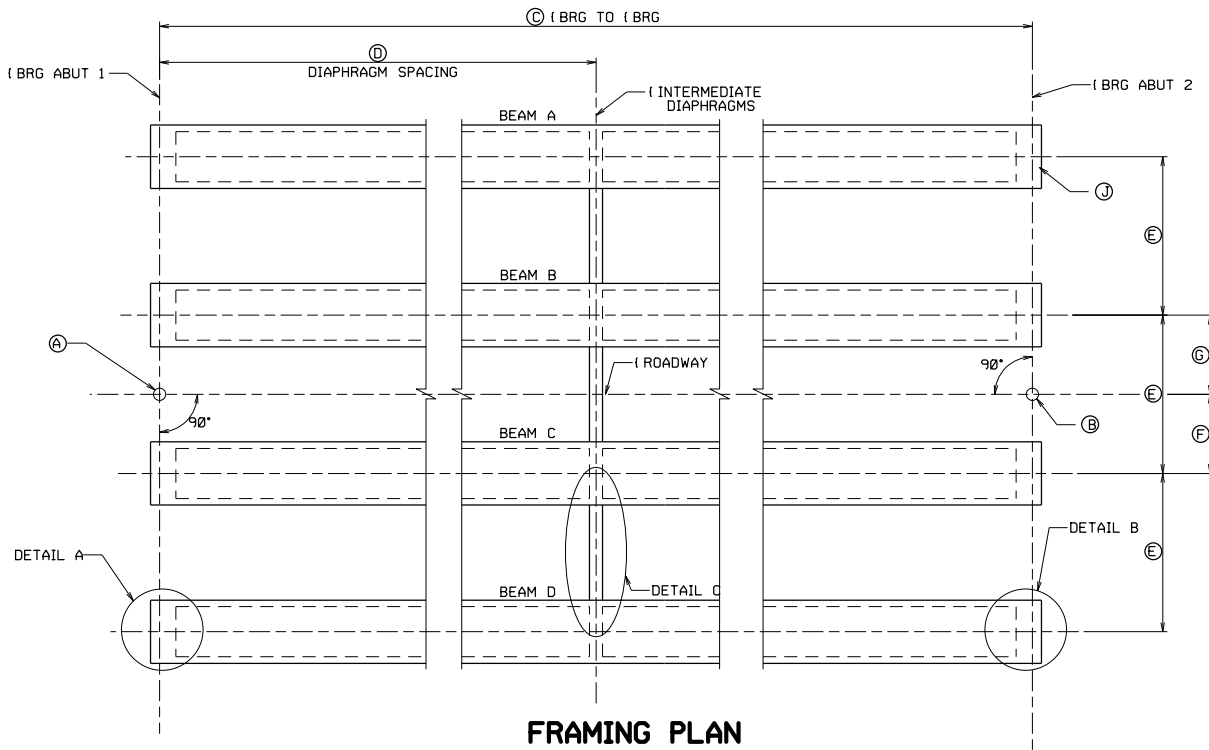 Ⓒ ℄ BRG TO ℄ BRG
Ⓓ
DIAPHRAGM SPACING
℄ BRG ABUT 1
℄ INTERMEDIATE
DIAPHRAGMS
℄ BRG ABUT 2
BEAM A
Ⓙ
Ⓔ
BEAM B
Ⓐ
℄ ROADWAY
90°
Ⓖ
Ⓔ
90°
Ⓑ
Ⓕ
BEAM C
DETAIL A
DETAIL B
Ⓔ
BEAM D
DETAIL C
FRAMING PLAN